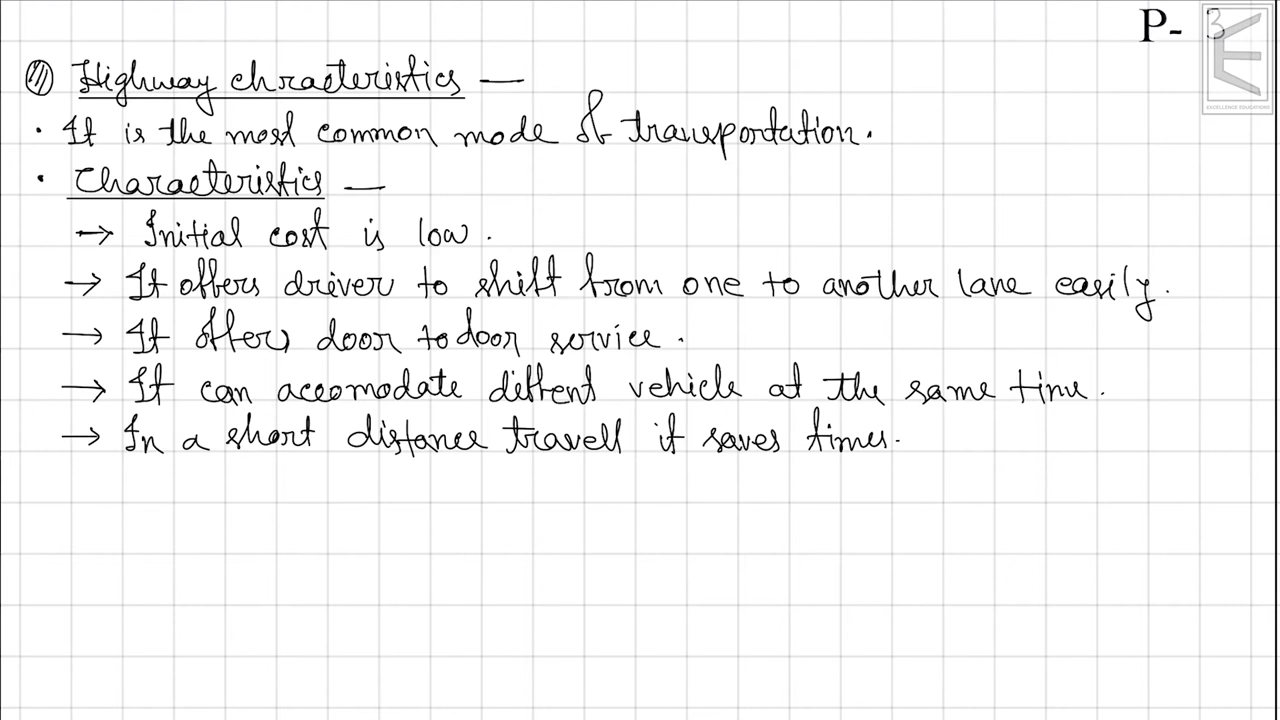 P- 3
EXCELLENCE EDUCATIONS
Highway chracteristics —
· It is the most common mode of transportation.
· Characteristics —
→ Initial cost is low.
→ It offers driver to shift from one to another lane easily.
→ It offers door to door service.
→ It can accomodate diffrent vehicle at the same time.
→ In a short distance travell it saves times.